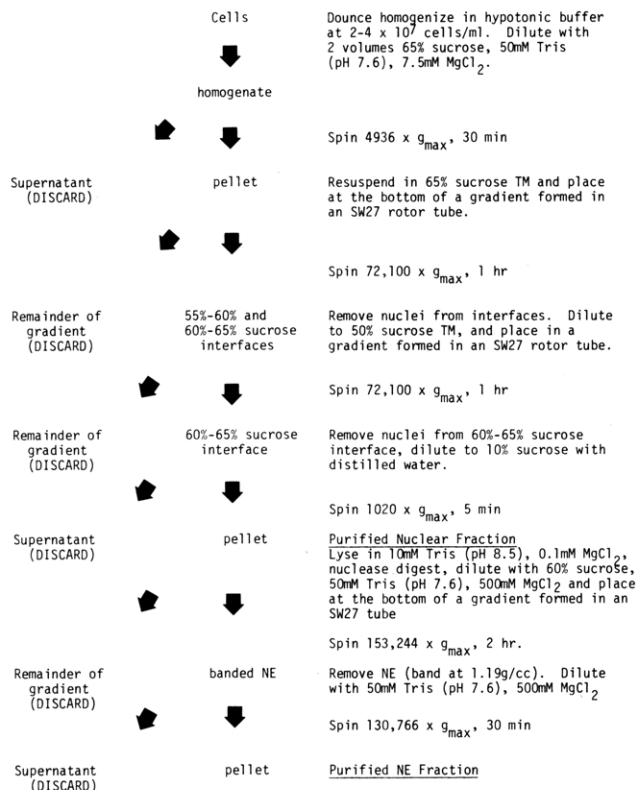 Cells
Dounce homogenize in hypotonic buffer
at 2-4 x 10⁷ cells/ml. Dilute with
2 volumes 65% sucrose, 50mM Tris
(pH 7.6), 7.5mM MgCl₂.
homogenate
Spin 4936 x gmax, 30 min
Supernatant
(DISCARD)
pellet
Resuspend in 65% sucrose TM and place
at the bottom of a gradient formed in
an SW27 rotor tube.
Spin 72,100 x gmax, 1 hr
Remainder of
gradient
(DISCARD)
55%-60% and
60%-65% sucrose
interfaces
Remove nuclei from interfaces. Dilute
to 50% sucrose TM, and place in a
gradient formed in an SW27 rotor tube.
Spin 72,100 x gmax, 1 hr
Remainder of
gradient
(DISCARD)
60%-65% sucrose
interface
Remove nuclei from 60%-65% sucrose
interface, dilute to 10% sucrose with
distilled water.
Spin 1020 x gmax, 5 min
Supernatant
(DISCARD)
pellet
Purified Nuclear Fraction
Lyse in 10mM Tris (pH 8.5), 0.1mM MgCl₂,
nuclease digest, dilute with 60% sucrose,
50mM Tris (pH 7.6), 500mM MgCl₂ and place
at the bottom of a gradient formed in an
SW27 tube
Spin 153,244 x gmax, 2 hr.
Remainder of
gradient
(DISCARD)
banded NE
Remove NE (band at 1.19g/cc). Dilute
with 50mM Tris (pH 7.6), 500mM MgCl₂
Spin 130,766 x gmax, 30 min
Supernatant
(DISCARD)
pellet
Purified NE Fraction